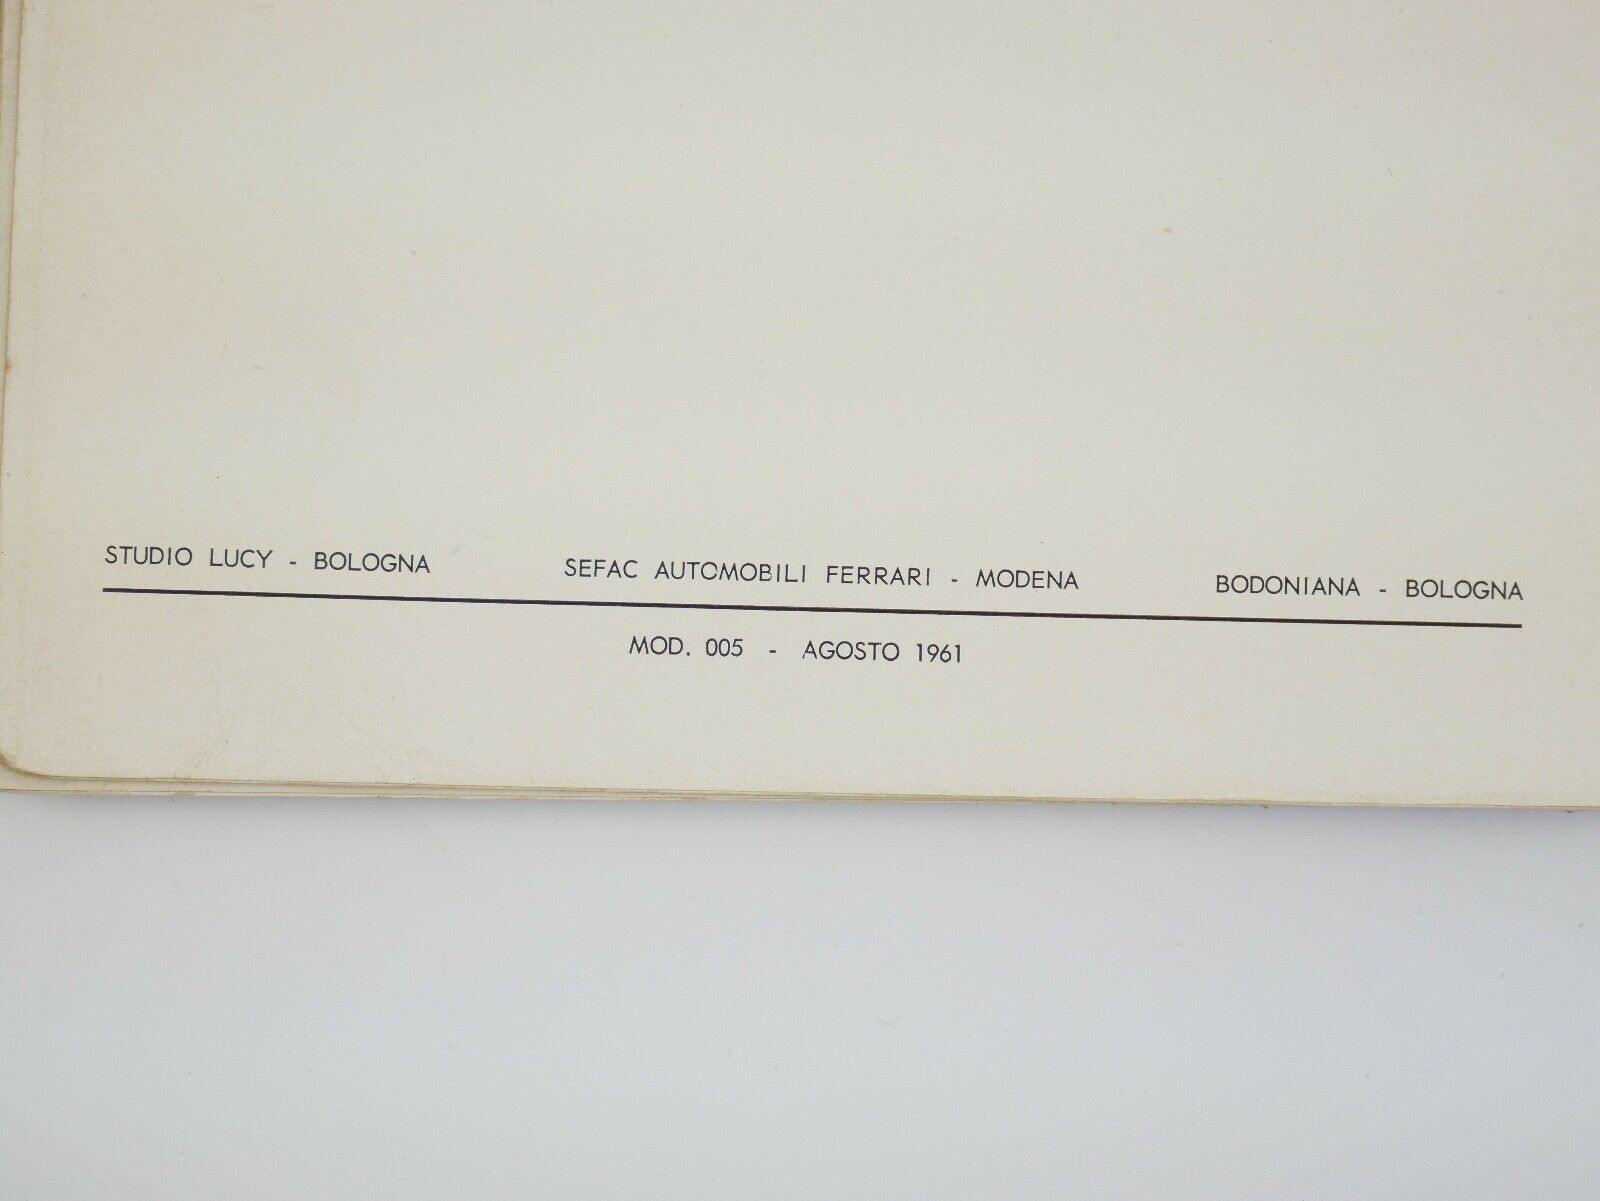 STUDIO LUCY - BOLOGNA SEFAC AUTOMOBILI FERRARI - MODENA BODONIANA - BOLOGNA
MOD. 005 - AGOSTO 1961